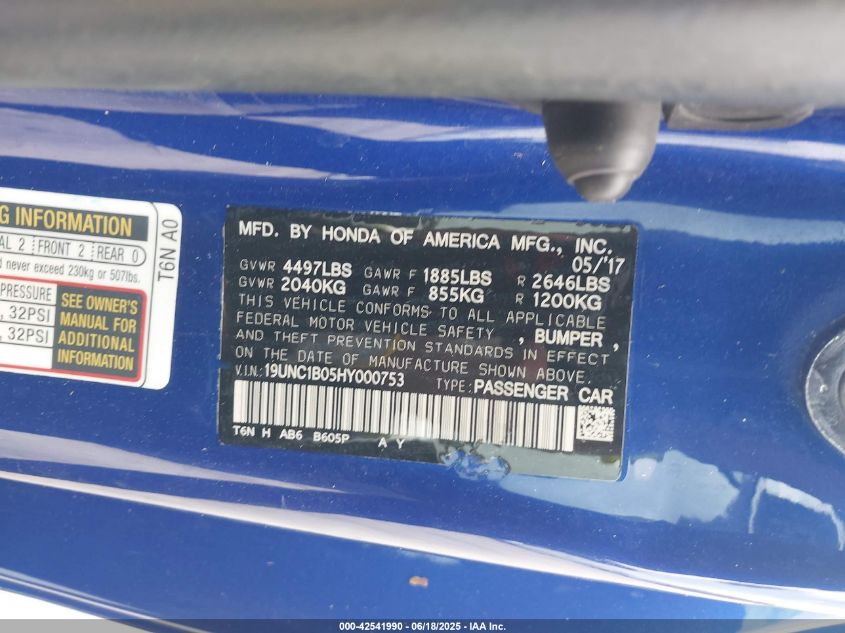 G INFORMATION
AL 2 FRONT 2 REAR 0
d never exceed 230kg or 507lbs.
PRESSURE
, 32PSI
, 32PSI
SEE OWNER'S
MANUAL FOR
ADDITIONAL
INFORMATION
T6N A0
MFD. BY HONDA OF AMERICA MFG., INC.
05/'17
GVWR 4497LBS GAWR F 1885LBS R 2646LBS
GVWR 2040KG GAWR F 855KG R 1200KG
THIS VEHICLE CONFORMS TO ALL APPLICABLE
FEDERAL MOTOR VEHICLE SAFETY , BUMPER ,
AND THEFT PREVENTION STANDARDS IN EFFECT
ON THE DATE OF MANUFACTURE SHOWN ABOVE.
V.I.N: 19UNC1B05HY000753 TYPE: PASSENGER CAR
T6N H AB6 B605P A Y
000-42541990 - 06/18/2025 - IAA Inc.